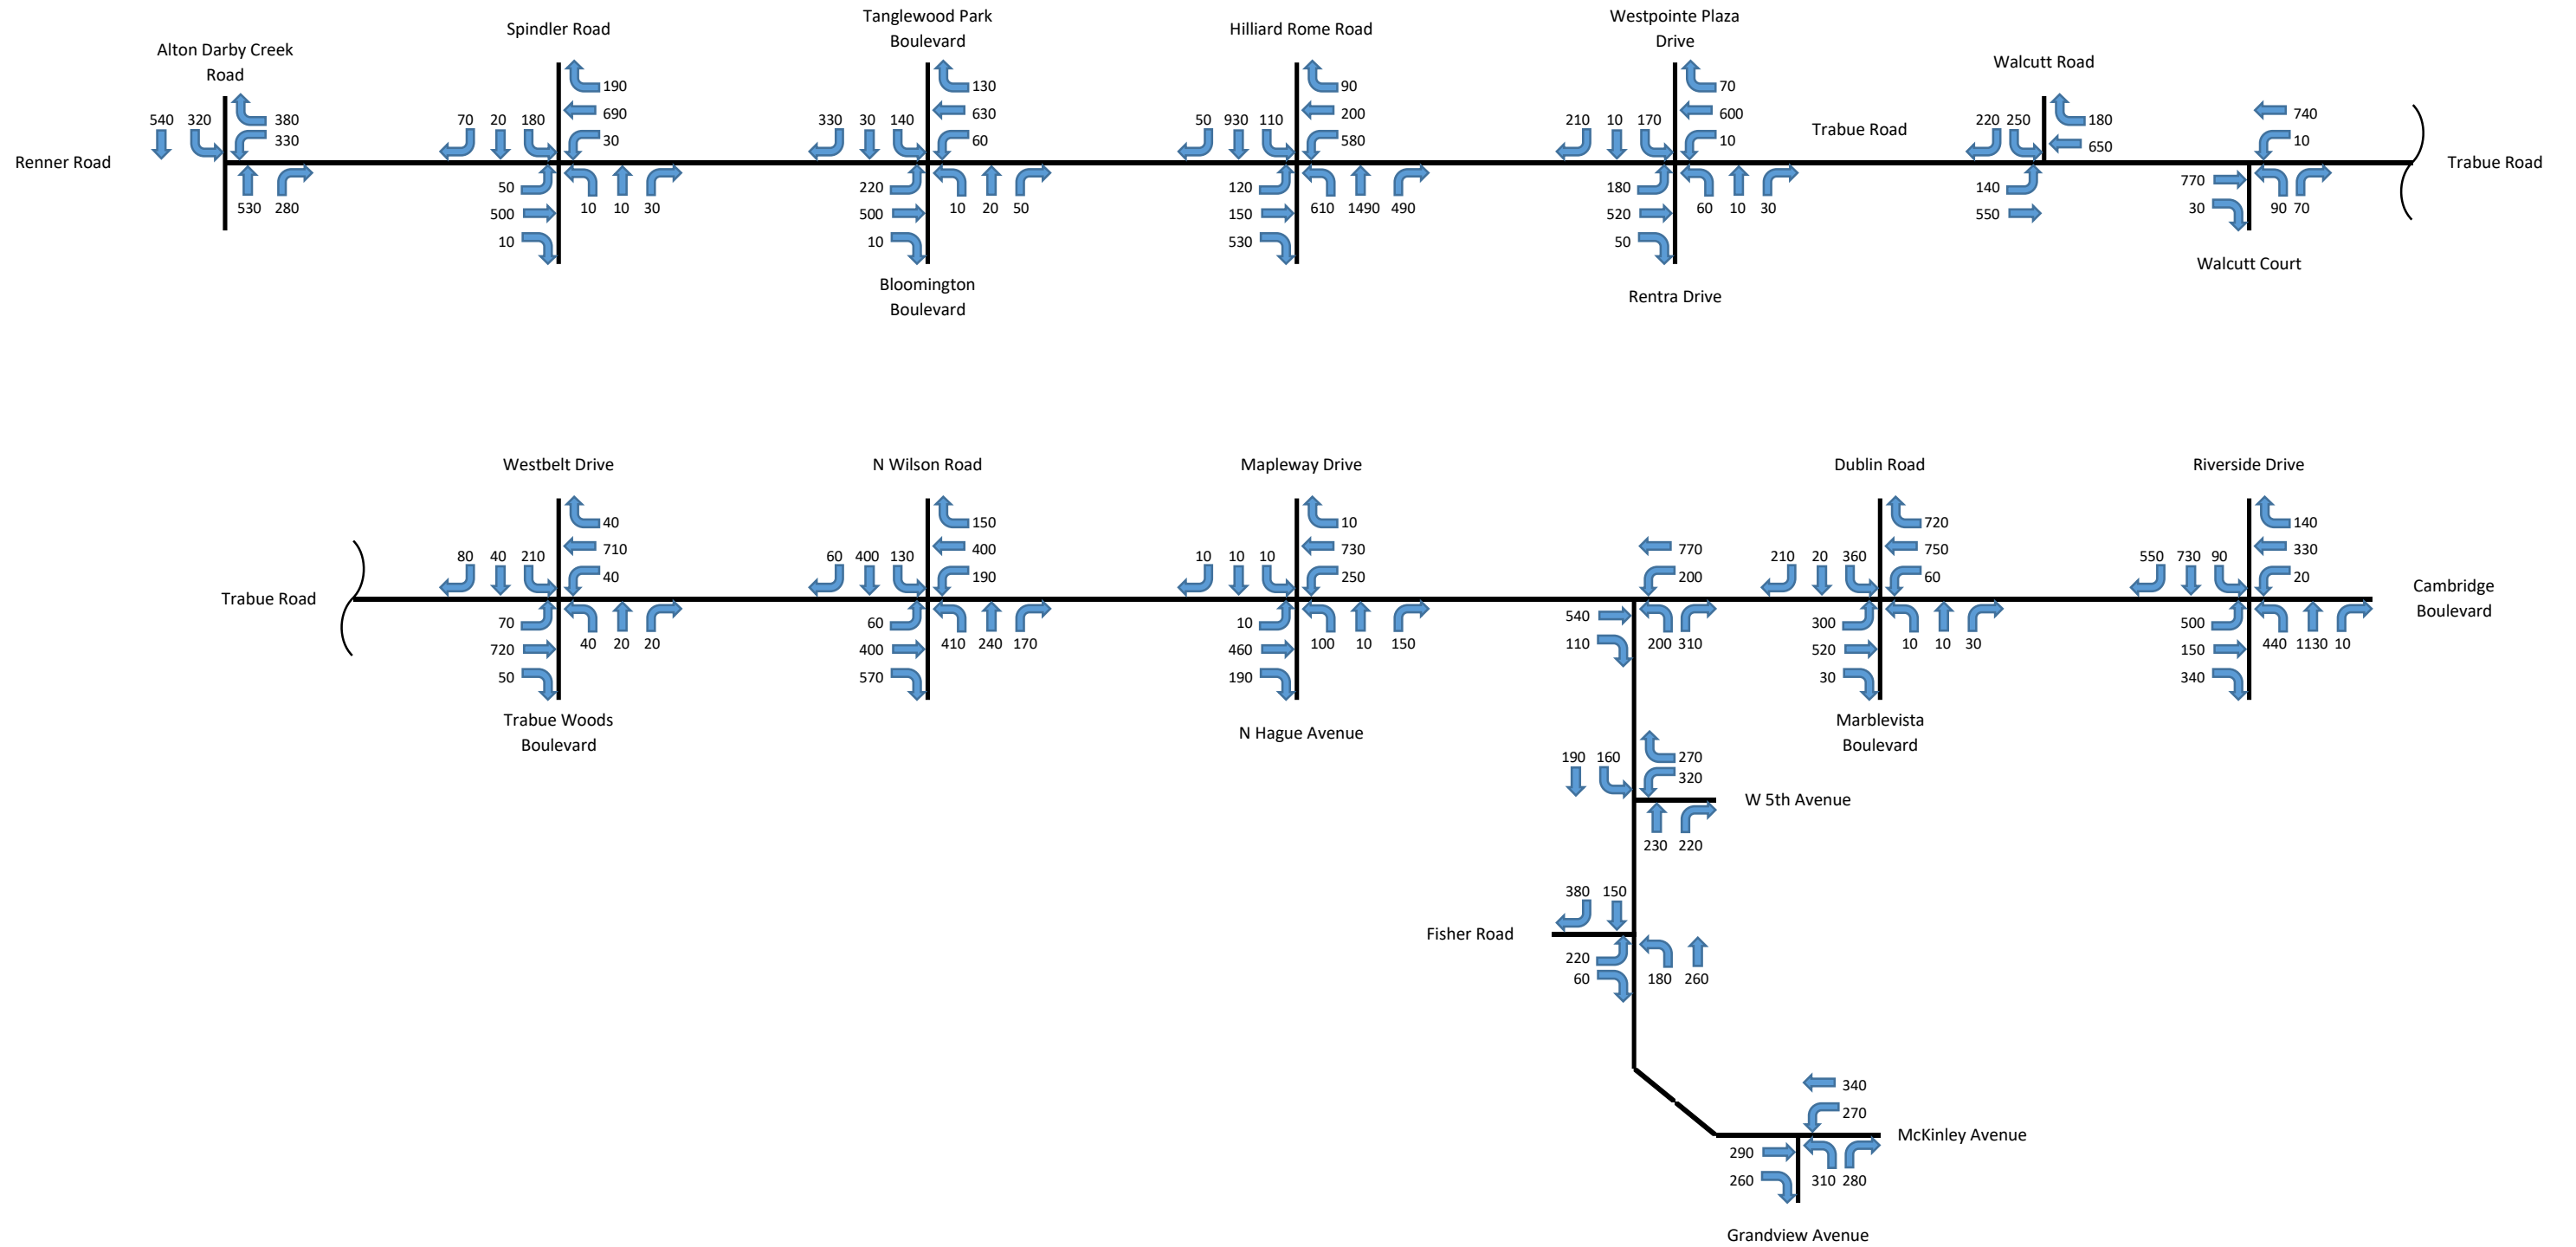 Alton Darby Creek
Road
Spindler Road
Tanglewood Park
Boulevard
Hilliard Rome Road
Westpointe Plaza
Drive
Walcutt Road
540 320 380
330
530 280
Renner Road
70 20 180 190
690
30
50
500
10
10 10 30
330 30 140 130
630
60
220
500
10
10 20 50
Bloomington
Boulevard
50 930 110 90
200
580
120
150
530
610 1490 490
210 10 170 70
600
10
180
520
50
60 10 30
Rentra Drive
Trabue Road
220 250 180
650
140
550
740
10
770
30
90 70
Walcutt Court
Trabue Road
Westbelt Drive
N Wilson Road
Mapleway Drive
Dublin Road
Riverside Drive
Trabue Road
80 40 210 40
710
40
70
720
50
40 20 20
Trabue Woods
Boulevard
60 400 130 150
400
190
60
400
570
410 240 170
10 10 10 10
730
250
10
460
190
100 10 150
N Hague Avenue
770
200
540
110
200 310
210 20 360 720
750
60
300
520
30
10 10 30
Marblevista
Boulevard
550 730 90 140
330
20
500
150
340
440 1130 10
Cambridge
Boulevard
190 160 270
320
W 5th Avenue
230 220
380 150
Fisher Road
220
60
180 260
340
270
McKinley Avenue
290
260
310 280
Grandview Avenue